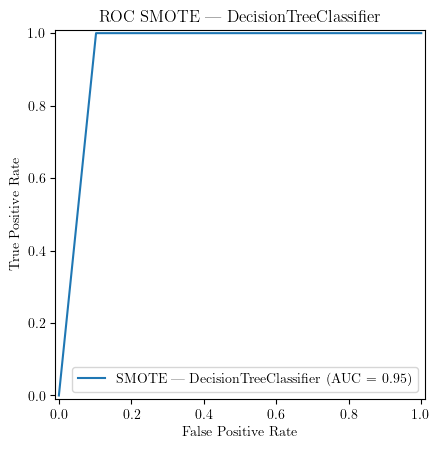 ROC SMOTE — DecisionTreeClassifier
True Positive Rate
1.0
0.8
0.6
0.4
0.2
0.0
SMOTE — DecisionTreeClassifier (AUC = 0.95)
0.0 0.2 0.4 0.6 0.8 1.0
False Positive Rate